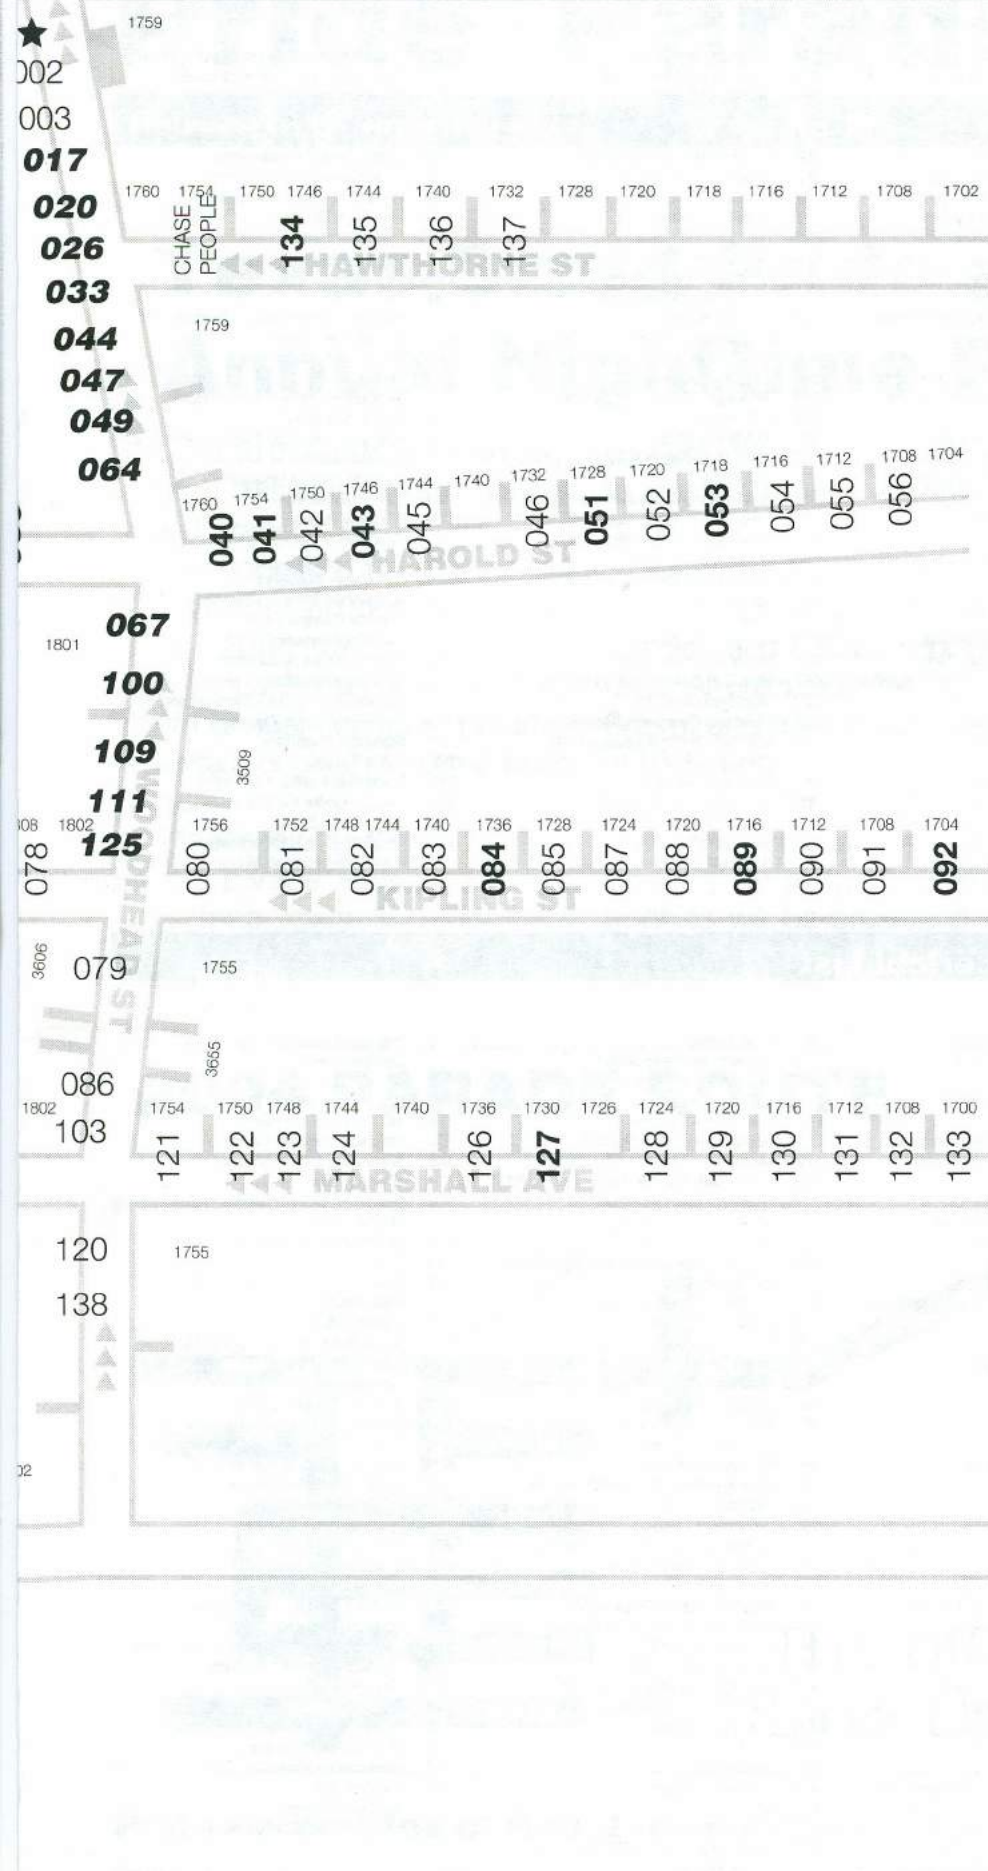 1759
002
003
017
020
026
033
044
047
049
064
1760 1754 1750 1746 1744 1740 1732 1728 1720 1718 1716 1712 1708 1702
CHASE
PEOPLE
134 135 136 137
HAWTHORNE ST
1759
1760 1754 1750 1746 1744 1740 1732 1728 1720 1718 1716 1712 1708 1704
040 041 042 043 045 046 051 052 053 054 055 056
HAROLD ST
067
1801
100
109
111
125
WOODHEAD ST
3509
1802 1756 1752 1748 1744 1740 1736 1728 1724 1720 1716 1712 1708 1704
078 080 081 082 083 084 085 087 088 089 090 091 092
KIPLING ST
3606
079
1755
3655
086
1802
103
1754 1750 1748 1744 1740 1736 1730 1726 1724 1720 1716 1712 1708 1700
121 122 123 124 126 127 128 129 130 131 132 133
MARSHALL AVE
120
1755
138